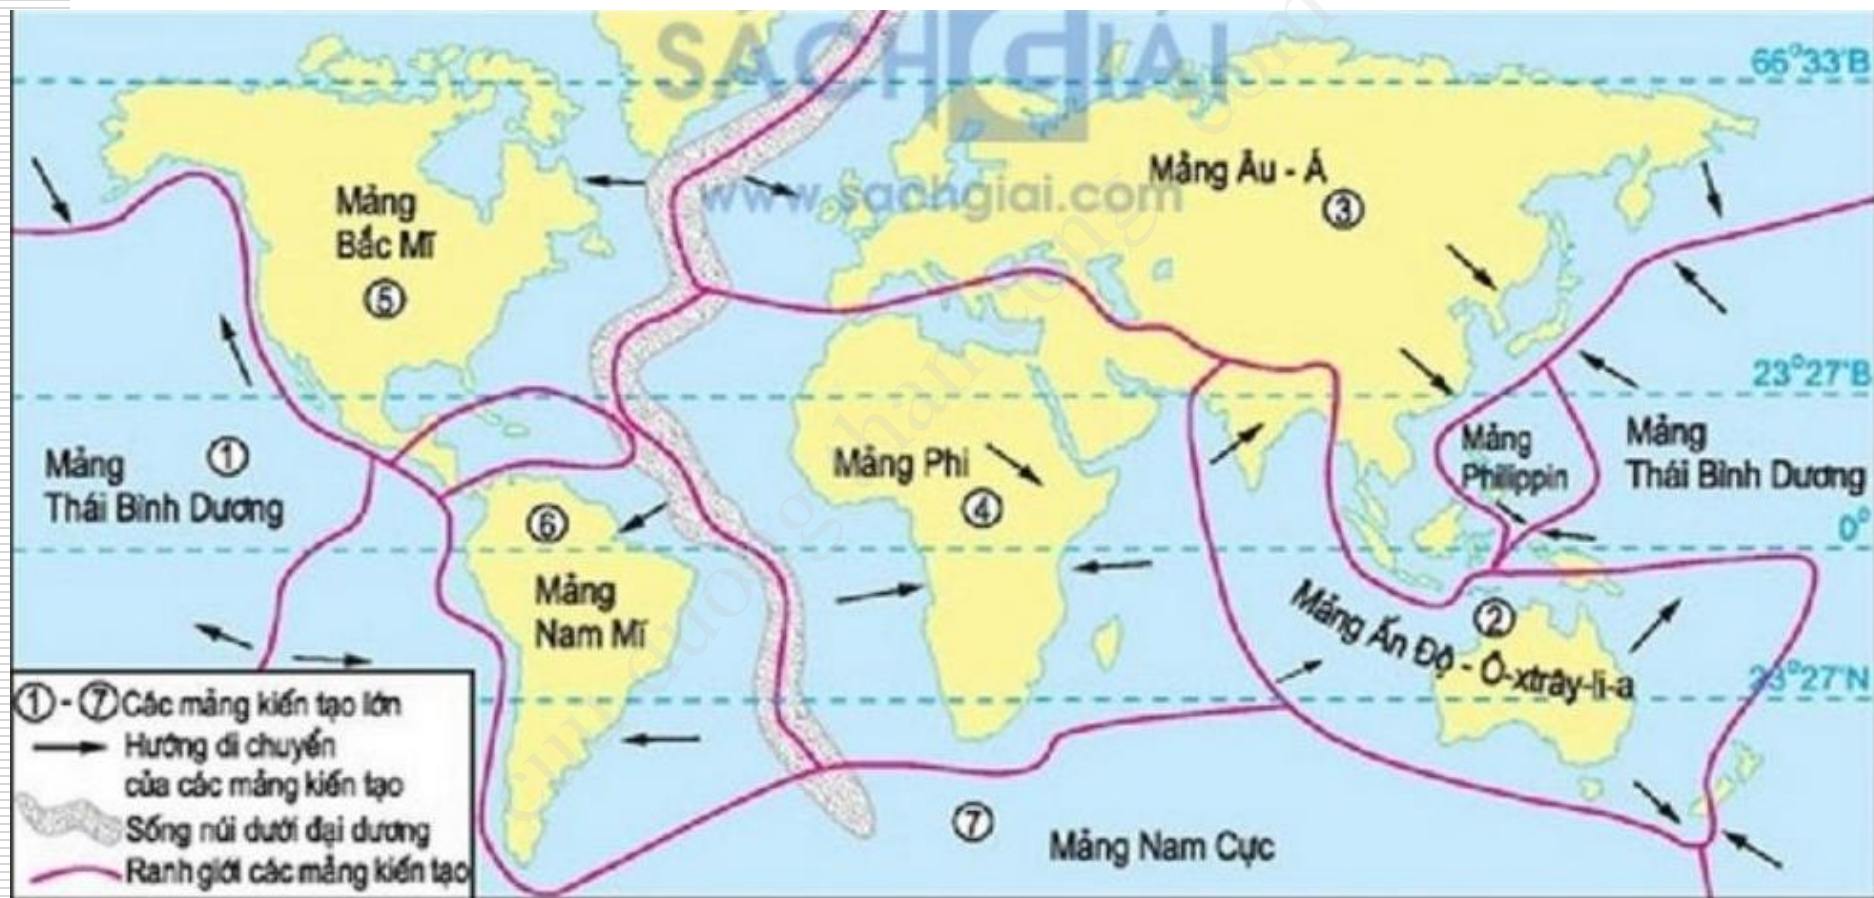 SÁCH GIẢI
www.sachgiai.com
66°33'B
Mảng Âu - Á
③
Mảng
Bắc Mĩ
⑤
23°27'B
Mảng
Thái Bình Dương
①
Mảng Phi
④
Mảng
Philippin
Mảng
Thái Bình Dương
0°
⑥
Mảng
Nam Mĩ
②
Mảng Ấn Độ - Ô-xtrây-li-a
23°27'N
⑦
Mảng Nam Cực
① - ⑦ Các mảng kiến tạo lớn
Hướng di chuyển
của các mảng kiến tạo
Sống núi dưới đại dương
Ranh giới các mảng kiến tạo